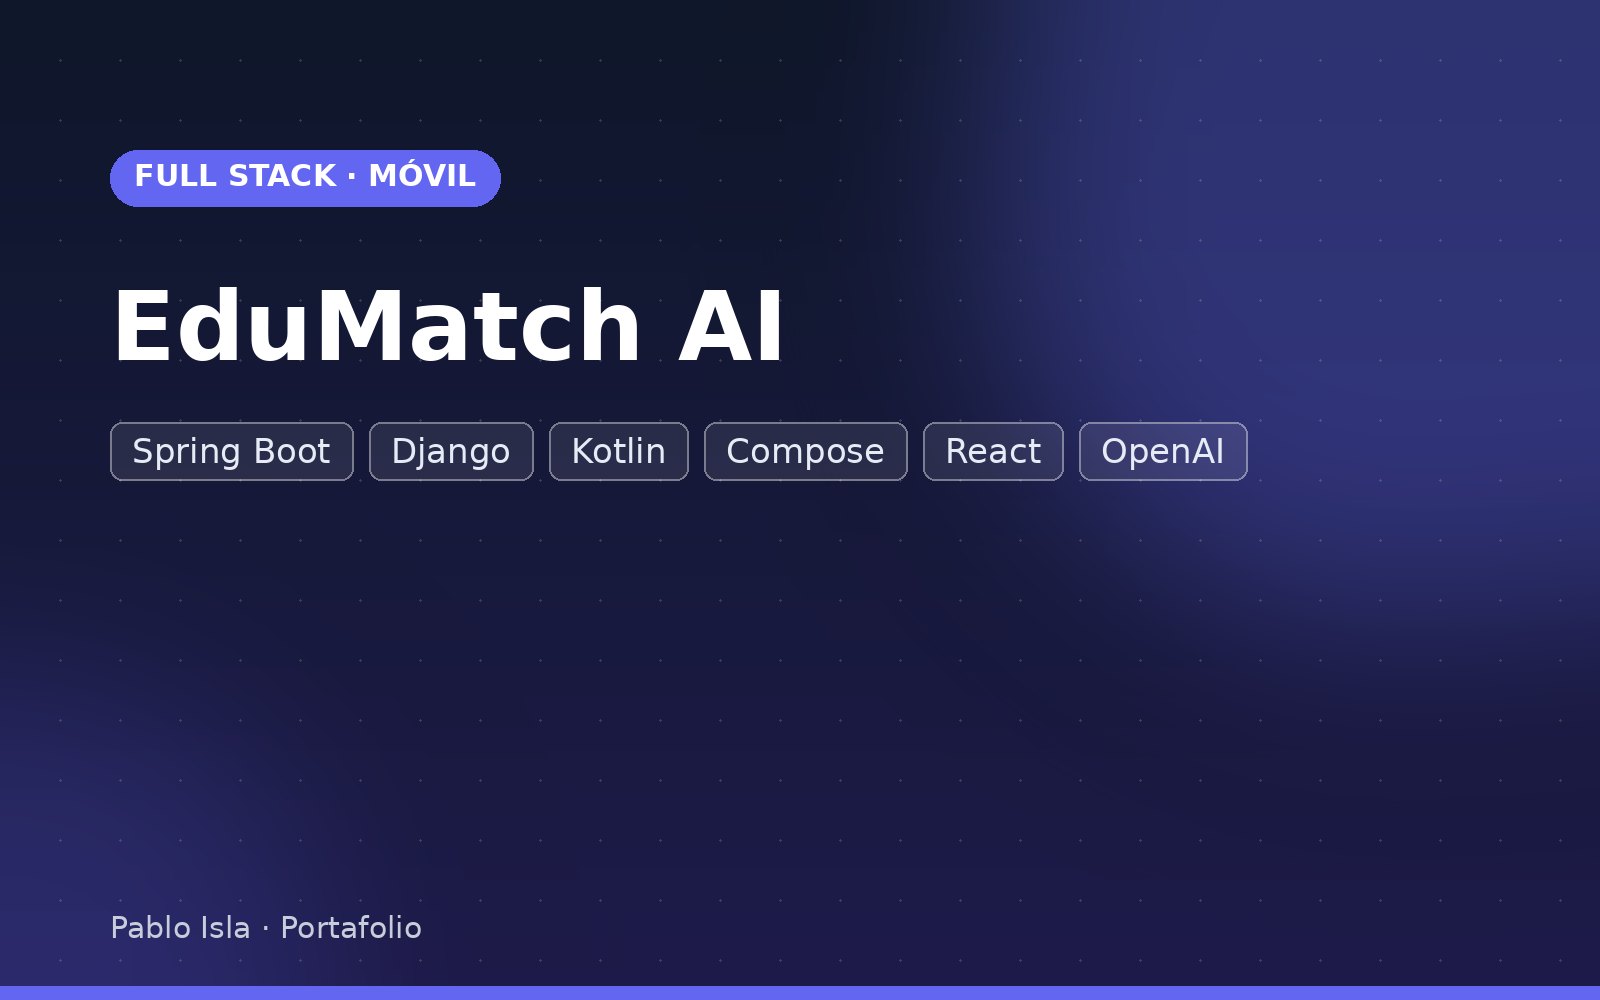 FULL STACK · MÓVIL
EduMatch AI
Spring Boot Django Kotlin Compose React OpenAI
Pablo Isla · Portafolio